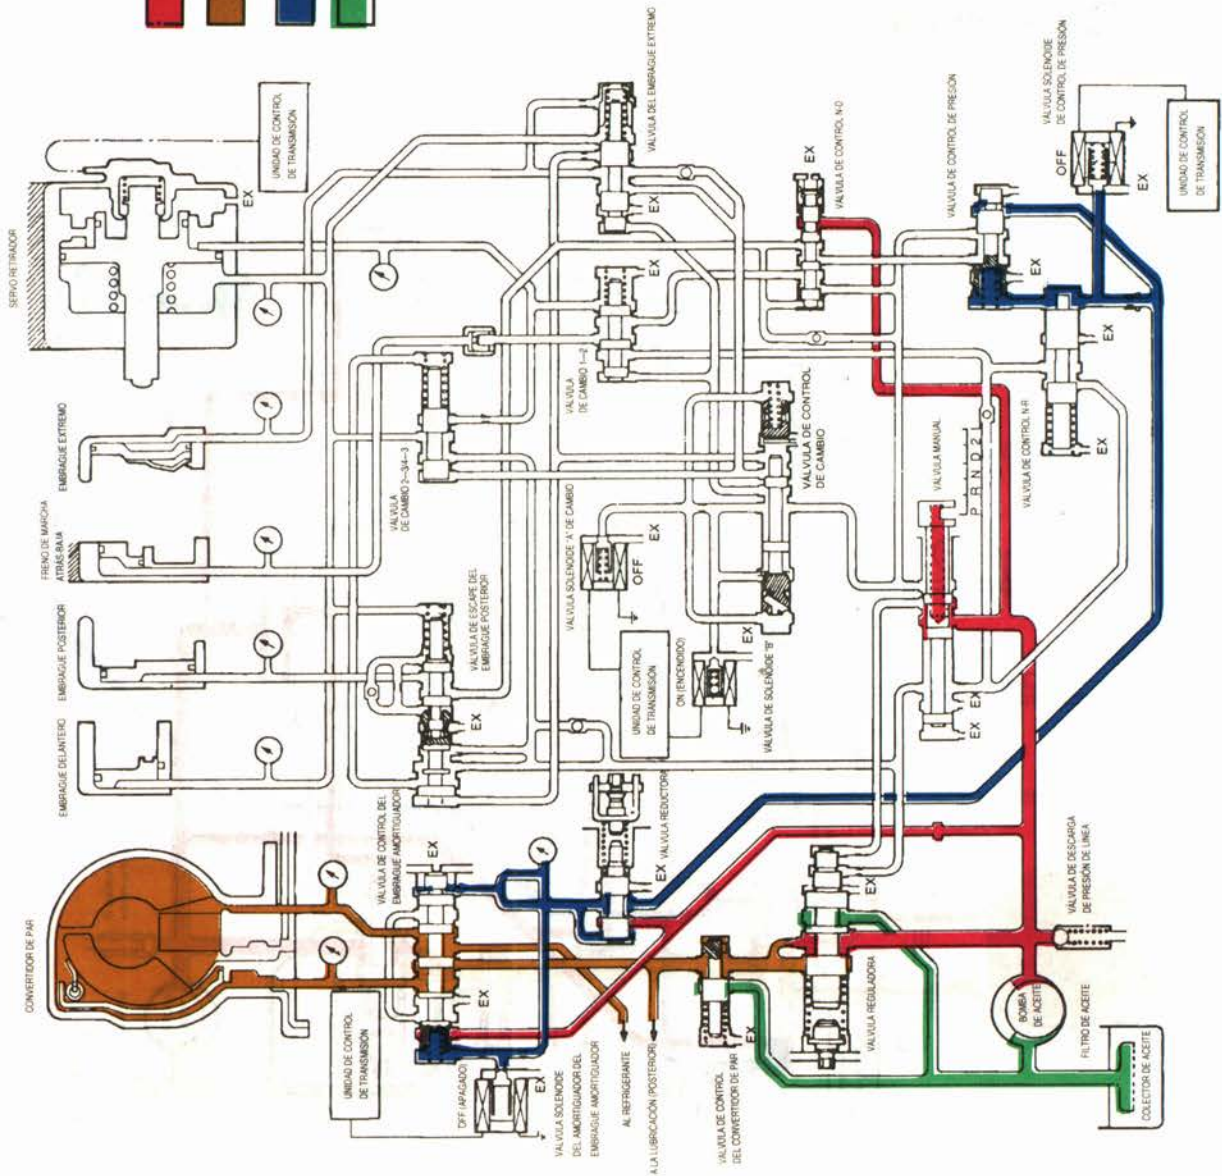 SERVO RETIRADOR
UNIDAD DE CONTROL
DE TRANSMISIÓN
EX
EMBRAGUE EXTREMO
FRENO DE MARCHA
ATRÁS-BAJA
EMBRAGUE POSTERIOR
EMBRAGUE DELANTERO
CONVERTIDOR DE PAR
VÁLVULA DEL EMBRAGUE EXTREMO
EX
EX
VÁLVULA DE CONTROL N-D
EX
VÁLVULA DE CONTROL DE PRESIÓN
EX
VÁLVULA SOLENOIDE
DE CONTROL DE PRESIÓN
OFF
EX
UNIDAD DE CONTROL
DE TRANSMISIÓN
VÁLVULA
DE CAMBIO 1—2
EX
VÁLVULA
DE CAMBIO 2—3/4—3
VÁLVULA DE CONTROL
DE CAMBIO
VÁLVULA DE CONTROL N-R
EX
EX
VÁLVULA MANUAL
P R N D 2 L
EX
EX
VÁLVULA SOLENOIDE "A" DE CAMBIO
EX
OFF
VÁLVULA DE ESCAPE DEL
EMBRAGUE POSTERIOR
EX
UNIDAD DE CONTROL
DE TRANSMISIÓN
ON (ENCENDIDO)
EX
VÁLVULA DE SOLENOIDE "B"
VÁLVULA DE CONTROL DEL
EMBRAGUE AMORTIGUADOR
EX
EX
VÁLVULA REDUCTORA
EX
UNIDAD DE CONTROL
DE TRANSMISIÓN
OFF (APAGADO)
EX
VÁLVULA SOLENOIDE
DEL AMORTIGUADOR DEL
EMBRAGUE AMORTIGUADOR
AL REFRIGERANTE
A LA LUBRICACIÓN (POSTERIOR)
VÁLVULA DE CONTROL
DEL CONVERTIDOR DE PAR
EX
VÁLVULA REGULADORA
EX
VÁLVULA DE DESCARGA
DE PRESIÓN DE LINEA
BOMBA
DE ACEITE
FILTRO DE ACEITE
COLECTOR DE ACEITE